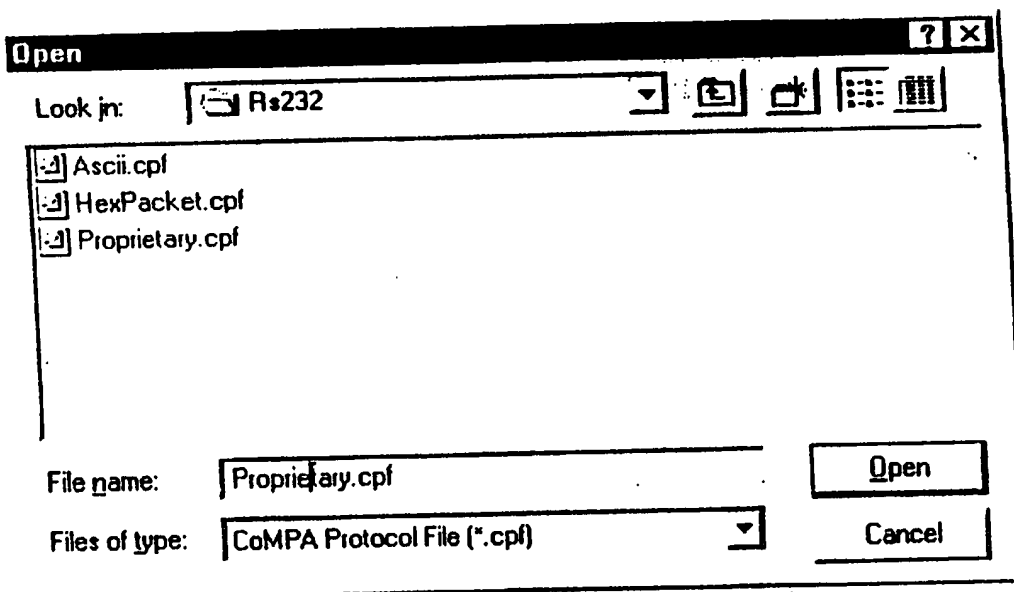 Open
Look in: Rs232
Ascii.cpf
HexPacket.cpf
Proprietary.cpf
File name: Proprietary.cpf Open
Files of type: CoMPA Protocol File (*.cpf) Cancel